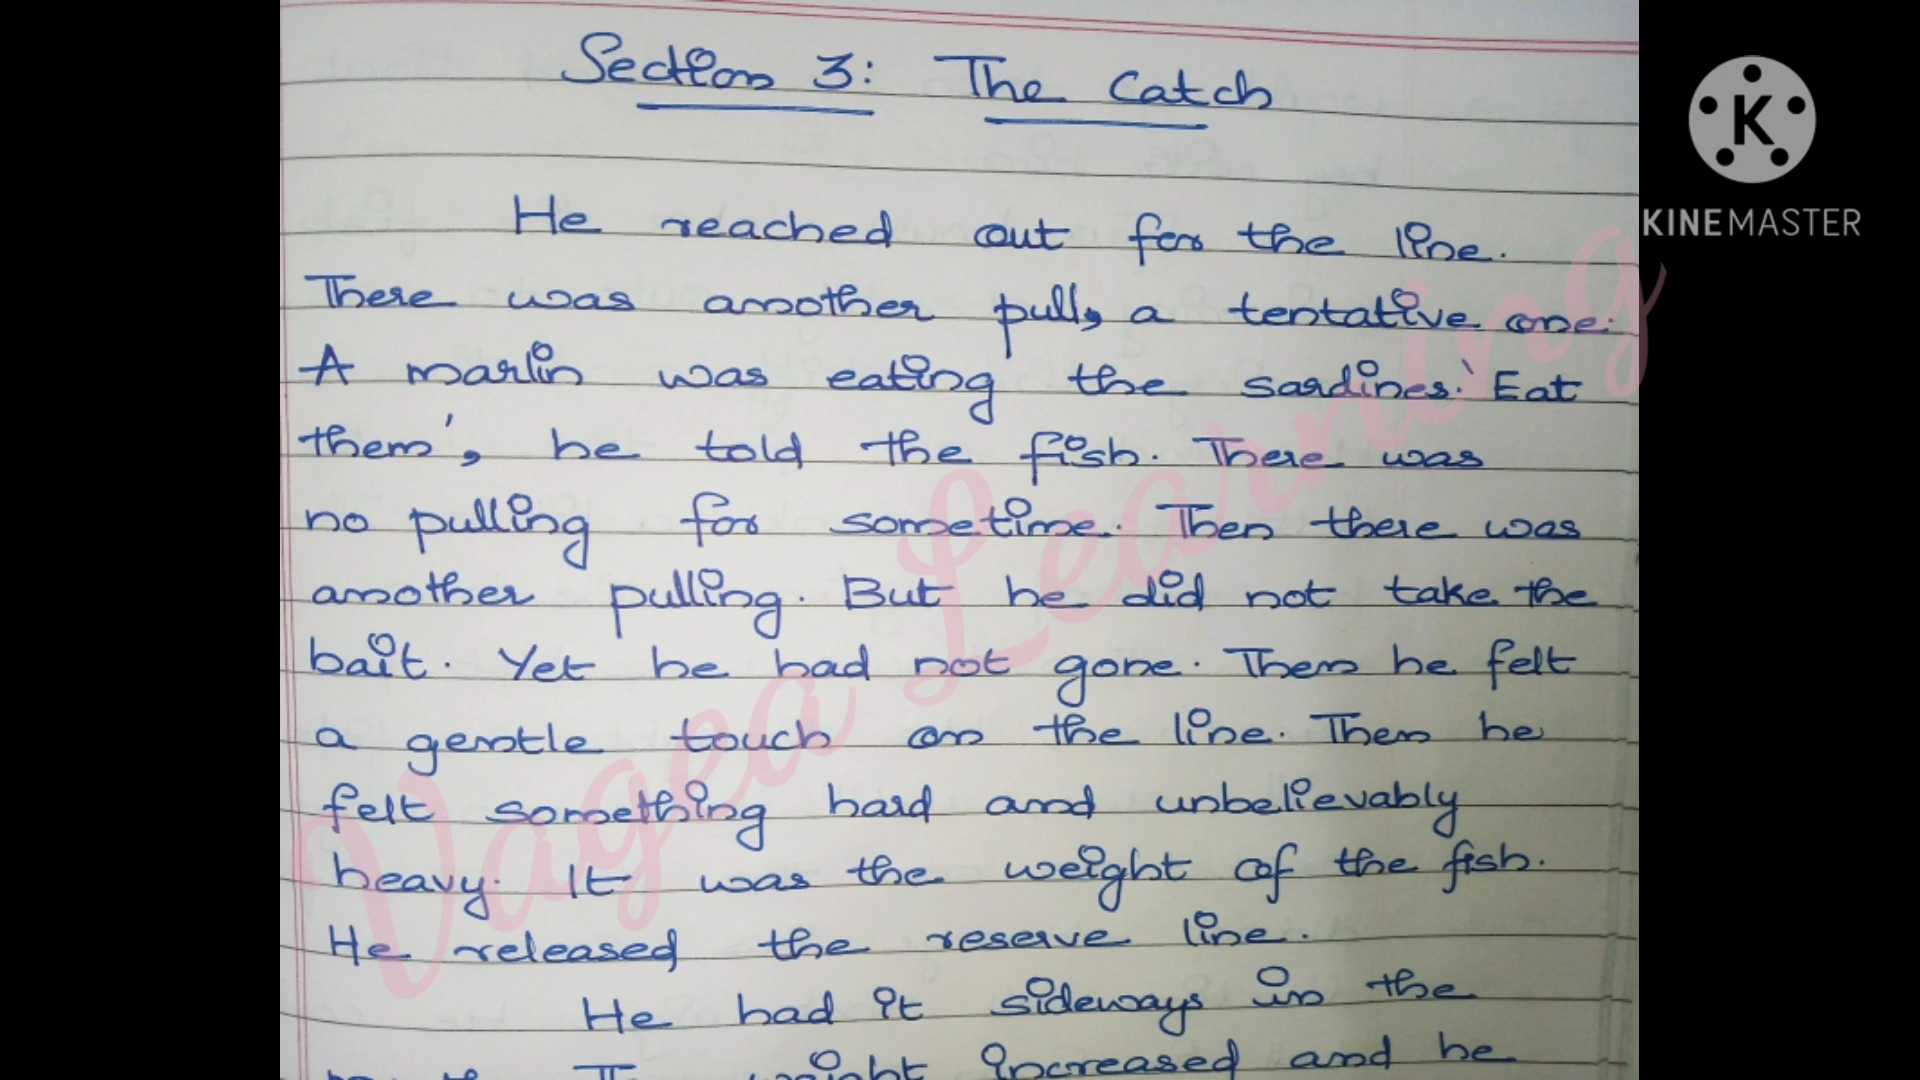 Section 3: The Catch
He reached out for the line.
There was another pull, a tentative one.
A marlin was eating the sardines. 'Eat
them', he told the fish. There was
no pulling for sometime. Then there was
another pulling. But he did not take the
bait. Yet he had not gone. Then he felt
a gentle touch on the line. Then he
felt something hard and unbelievably
heavy. It was the weight of the fish.
He released the reserve line.
He had it sideways in the
increased and he
K
KINEMASTER
Vagea Learning